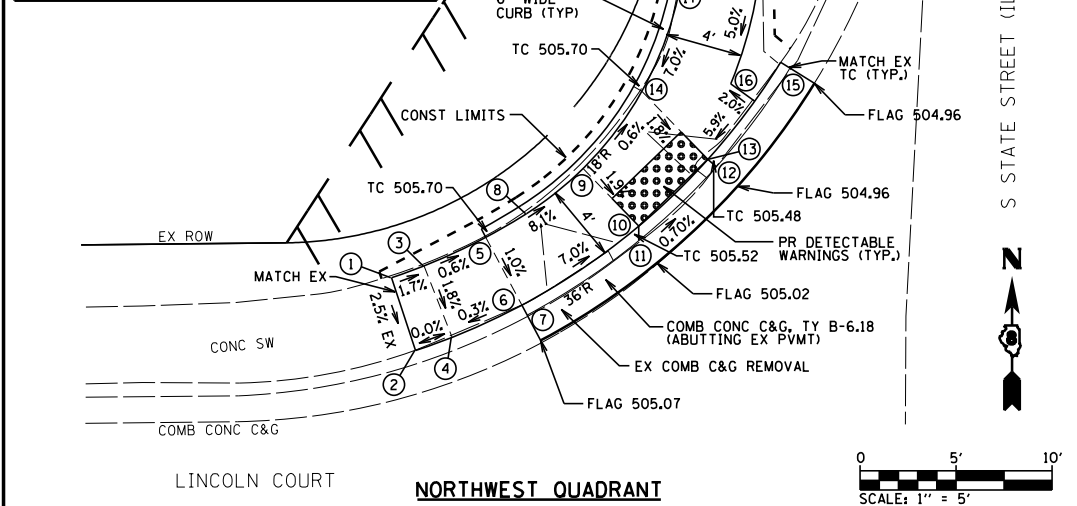 6" WIDE
CURB (TYP)
17
5.0%
4'
TC 505.70
7.0%
14
16
MATCH EX
TC (TYP.)
15
2.0%
5.9%
FLAG 504.96
CONST LIMITS
1.8%
0.6%
13
18'R
12
TC 505.70
8
9
1.9%
FLAG 504.96
TC 505.48
8.1%
4'
10
0.70%
PR DETECTABLE
WARNINGS (TYP.)
EX ROW
3
1
MATCH EX
0.6%
5
1.0%
7.0%
11
TC 505.52
1.7%
FLAG 505.02
2.5% EX
1.8%
6
0.3%
0.0%
7
36'R
COMB CONC C&G, TY B-6.18
(ABUTTING EX PVMT)
CONC SW
2
4
EX COMB C&G REMOVAL
FLAG 505.07
COMB CONC C&G
LINCOLN COURT
NORTHWEST QUADRANT
S STATE STREET (IL
N
0 5' 10'
SCALE: 1" = 5'